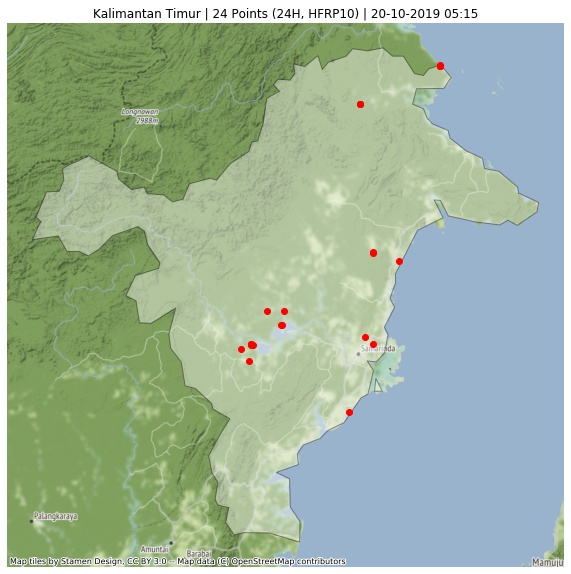 Kalimantan Timur | 24 Points (24H, HFRP10) | 20-10-2019 05:15
Longnawan
2988m
Samarinda
Palangkaraya
Amuntai
Barabai
Mamuju
Map tiles by Stamen Design, CC BY 3.0 -- Map data (C) OpenStreetMap contributors